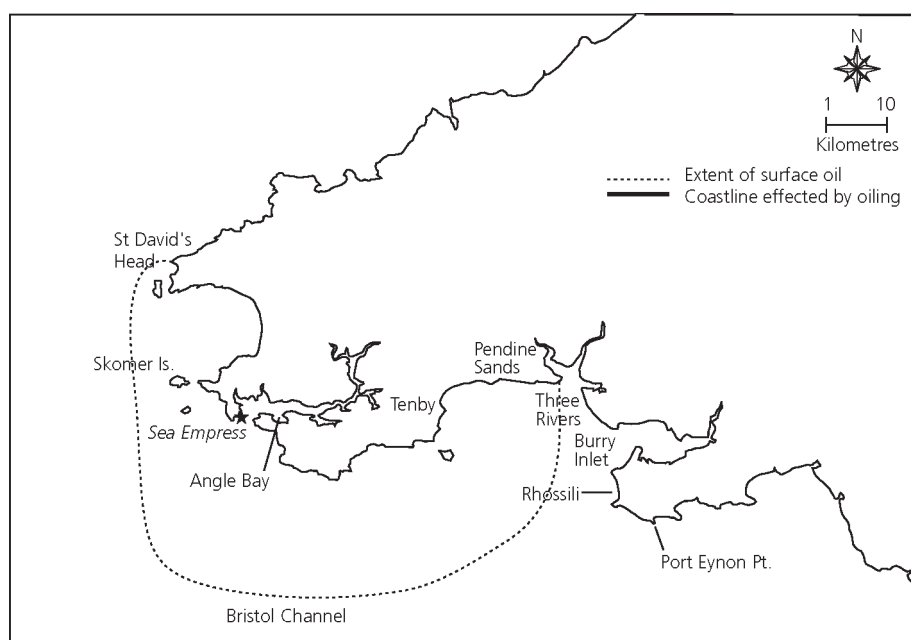 N
1 10
Kilometres
Extent of surface oil
Coastline effected by oiling
St David's
Head
Skomer Is.
Sea Empress
Angle Bay
Tenby
Pendine
Sands
Three
Rivers
Burry
Inlet
Rhossili
Port Eynon Pt.
Bristol Channel